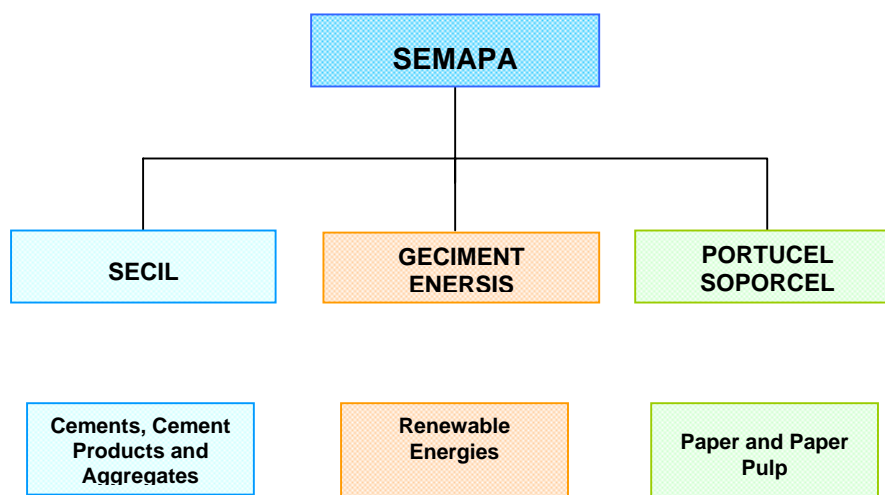 SEMAPA
SECIL
GECIMENT
ENERSIS
PORTUCEL
SOPORCEL
Cements, Cement
Products and
Aggregates
Renewable
Energies
Paper and Paper
Pulp